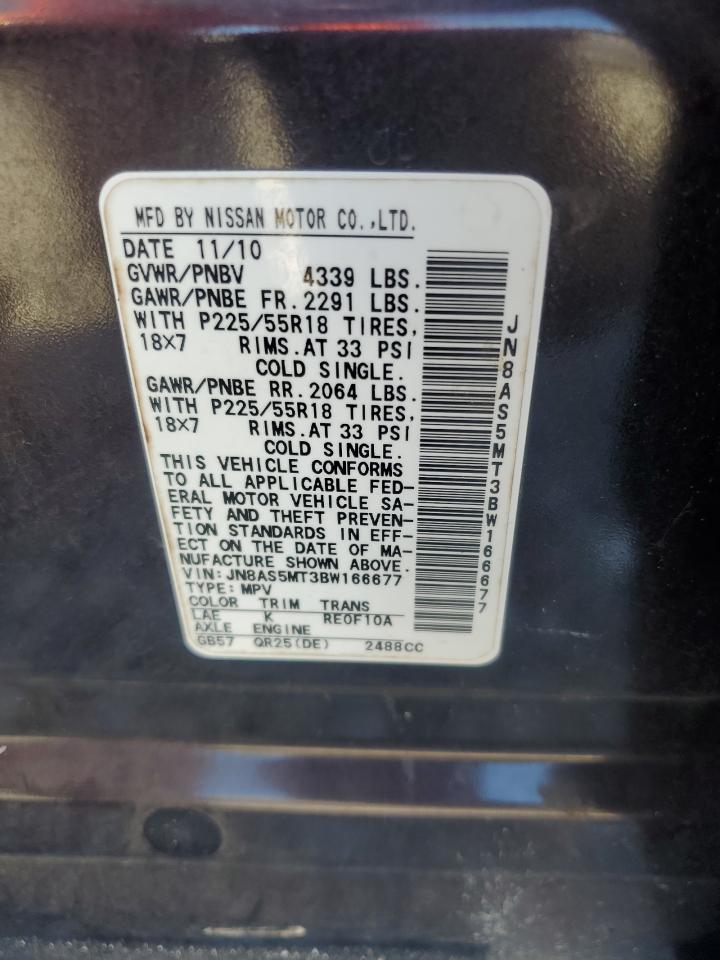 MFD BY NISSAN MOTOR CO.,LTD.
DATE 11/10
GVWR/PNBV 4339 LBS.
GAWR/PNBE FR.2291 LBS.
WITH P225/55R18 TIRES,
18×7 RIMS.AT 33 PSI
COLD SINGLE.
GAWR/PNBE RR.2064 LBS.
WITH P225/55R18 TIRES,
18×7 RIMS.AT 33 PSI
COLD SINGLE.
THIS VEHICLE CONFORMS
TO ALL APPLICABLE FED-
ERAL MOTOR VEHICLE SA-
FETY AND THEFT PREVEN-
TION STANDARDS IN EFF-
ECT ON THE DATE OF MA-
NUFACTURE SHOWN ABOVE.
VIN:JN8AS5MT3BW166677
TYPE:MPV
COLOR TRIM TRANS
LAE K RE0F10A
AXLE ENGINE
GB57 QR25(DE) 2488CC
JN8AS5MT3BW166677